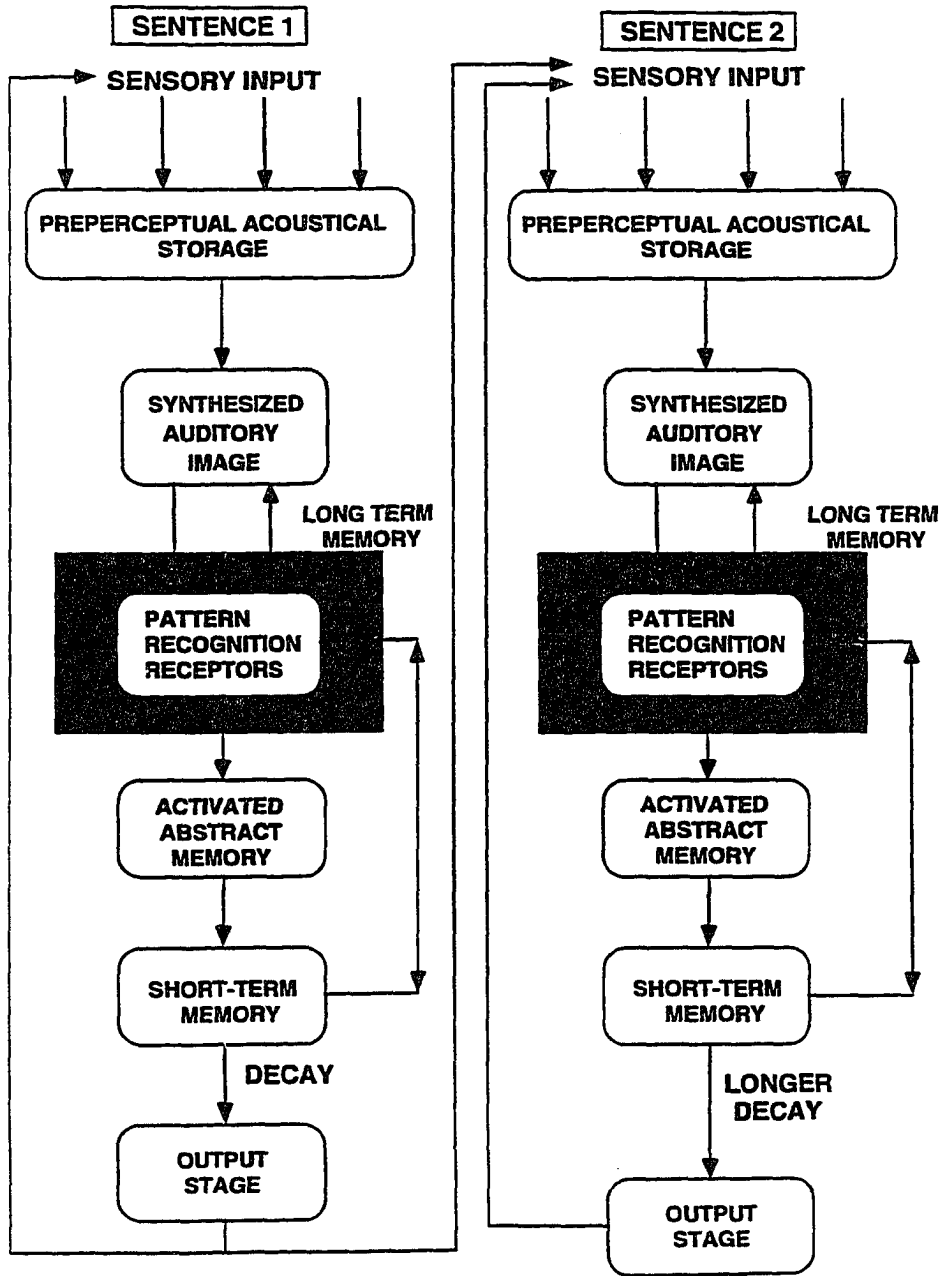 SENTENCE 1
SENSORY INPUT
PREPERCEPTUAL ACOUSTICAL
STORAGE
SYNTHESIZED
AUDITORY
IMAGE
LONG TERM
MEMORY
PATTERN
RECOGNITION
RECEPTORS
ACTIVATED
ABSTRACT
MEMORY
SHORT-TERM
MEMORY
DECAY
OUTPUT
STAGE
SENTENCE 2
SENSORY INPUT
PREPERCEPTUAL ACOUSTICAL
STORAGE
SYNTHESIZED
AUDITORY
IMAGE
LONG TERM
MEMORY
PATTERN
RECOGNITION
RECEPTORS
ACTIVATED
ABSTRACT
MEMORY
SHORT-TERM
MEMORY
LONGER
DECAY
OUTPUT
STAGE